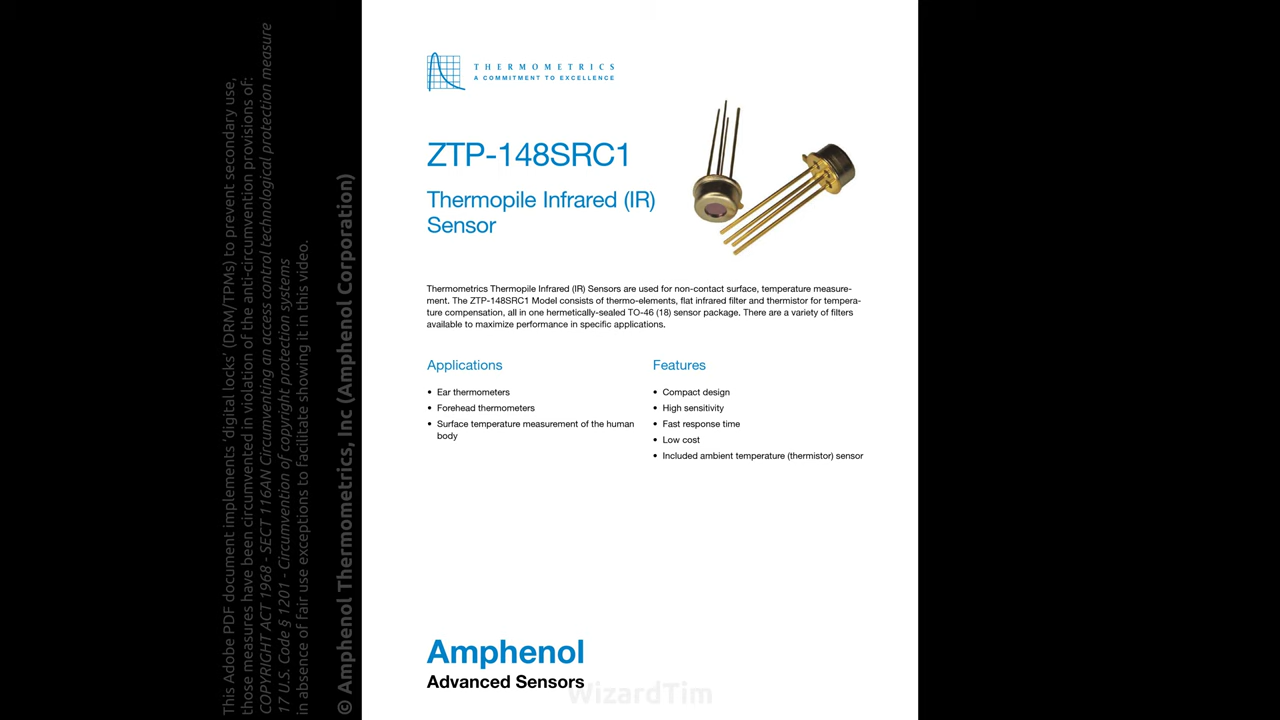 This Adobe PDF document implements 'digital locks' (DRM/TPMs) to prevent secondary use,
those measures have been circumvented in violation of the anti-circumvention provisions of:
COPYRIGHT ACT 1968 - SECT 116AN Circumventing an access control technological protection measure
17 U.S. Code § 1201 - Circumvention of copyright protection systems
in absence of fair use exceptions to facilitate showing it in this video.
© Amphenol Thermometrics, Inc (Amphenol Corporation)
THERMOMETRICS
A COMMITMENT TO EXCELLENCE
ZTP-148SRC1
Thermopile Infrared (IR)
Sensor
Thermometrics Thermopile Infrared (IR) Sensors are used for non-contact surface, temperature measure-
ment. The ZTP-148SRC1 Model consists of thermo-elements, flat infrared filter and thermistor for tempera-
ture compensation, all in one hermetically-sealed TO-46 (18) sensor package. There are a variety of filters
available to maximize performance in specific applications.
Applications
• Ear thermometers
• Forehead thermometers
• Surface temperature measurement of the human
body
Features
• Compact design
• High sensitivity
• Fast response time
• Low cost
• Included ambient temperature (thermistor) sensor
Amphenol
Advanced Sensors
WizardTim